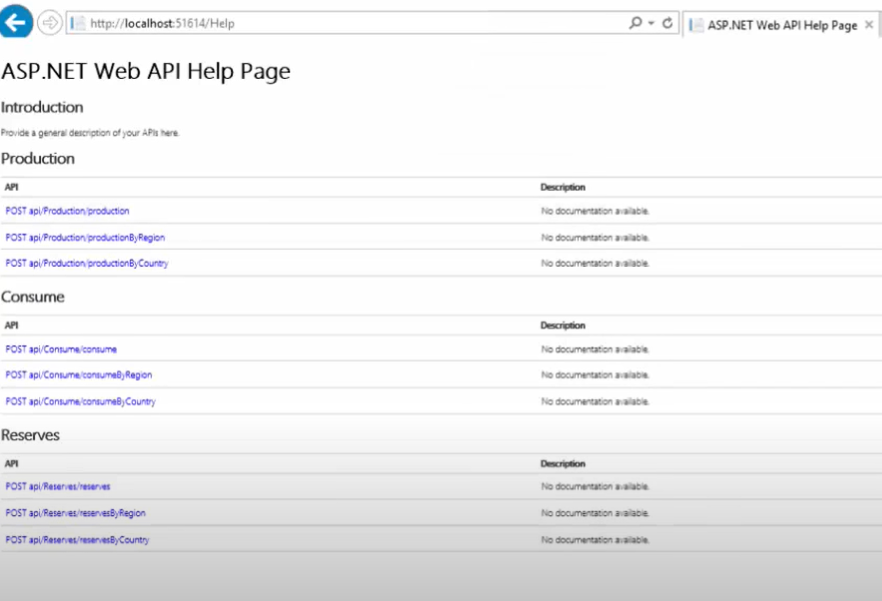 http://localhost:51614/Help
ASP.NET Web API Help Page
ASP.NET Web API Help Page
Introduction
Provide a general description of your APIs here.
Production
API Description
POST api/Production/production No documentation available.
POST api/Production/productionByRegion No documentation available.
POST api/Production/productionByCountry No documentation available.
Consume
API Description
POST api/Consume/consume No documentation available.
POST api/Consume/consumeByRegion No documentation available.
POST api/Consume/consumeByCountry No documentation available.
Reserves
API Description
POST api/Reserves/reserves No documentation available.
POST api/Reserves/reservesByRegion No documentation available.
POST api/Reserves/reservesByCountry No documentation available.